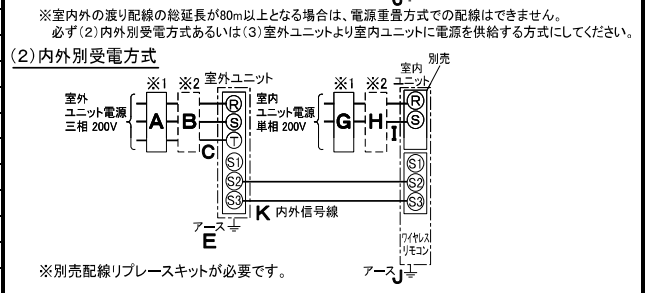 ※室内外の渡り配線の総延長が80m以上となる場合は、電源重畳方式での配線はできません。
必ず(2)内外別受電方式あるいは(3)室外ユニットより室内ユニットに電源を供給する方式にしてください。
(2)内外別受電方式
別売
※1 ※2 室外ユニット
※1 ※2 室内
ユニット
室外
ユニット電源
三相 200V
A
B
C
R
S
T
S1
S2
S3
室内
ユニット電源
単相 200V
G
H
I
R
S
S1
S2
S3
K 内外信号線
アース
E
ワイヤレス
リモコン
アース J
※別売配線リプレースキットが必要です。